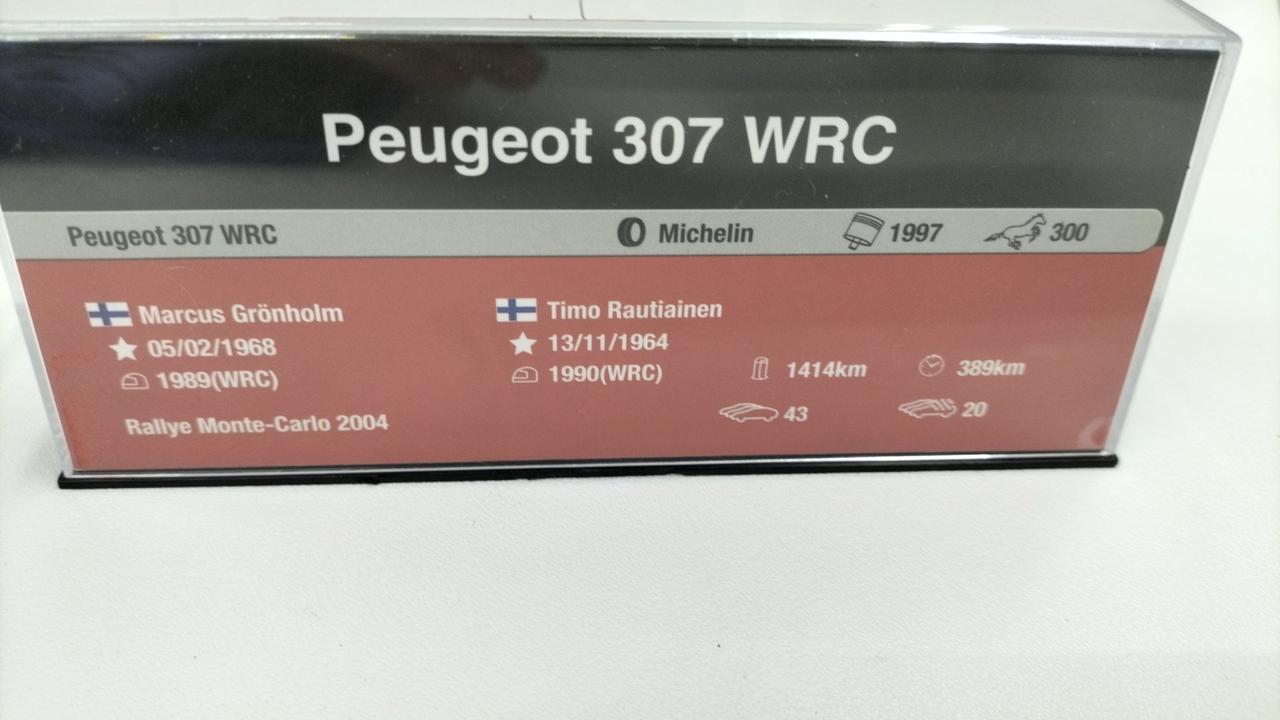 Peugeot 307 WRC
Peugeot 307 WRC Michelin 1997 300
Marcus Grönholm Timo Rautiainen
05/02/1968 13/11/1964
1989(WRC) 1990(WRC) 1414km 389km
Rallye Monte-Carlo 2004 43 20